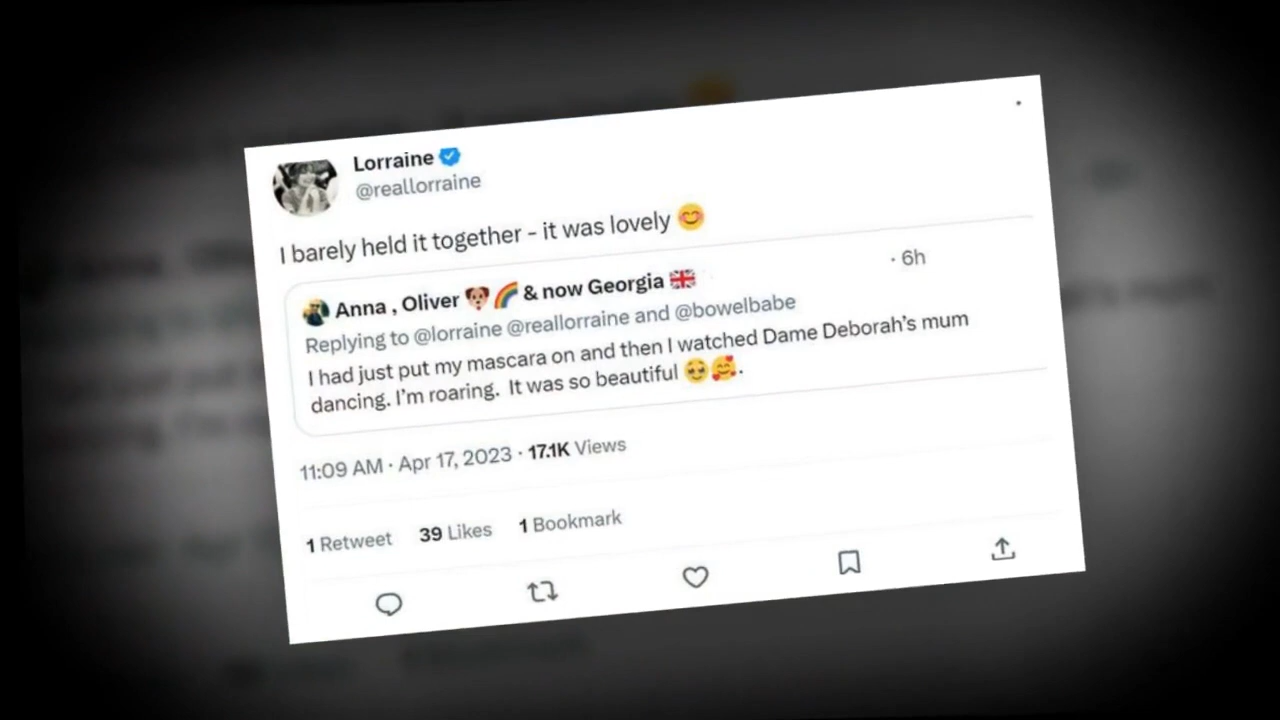 Lorraine
@reallorraine
I barely held it together - it was lovely 😊
Anna , Oliver 🐶🌈 & now Georgia 🇬🇧 · 6h
Replying to @lorraine @reallorraine and @bowelbabe
I had just put my mascara on and then I watched Dame Deborah's mum
dancing. I'm roaring. It was so beautiful 🥹🥰.
11:09 AM · Apr 17, 2023 · 17.1K Views
1 Retweet 39 Likes 1 Bookmark